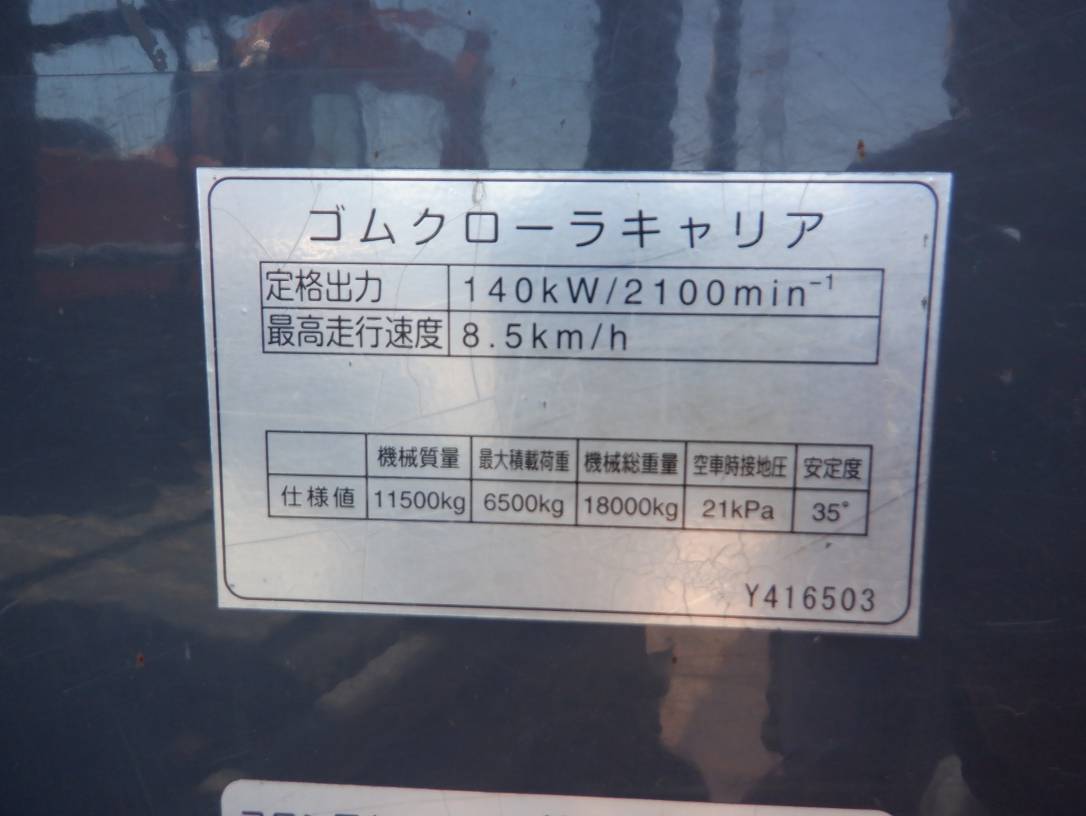 ゴムクローラキャリア
定格出力 140kW/2100min⁻¹
最高走行速度 8.5km/h
機械質量 最大積載荷重 機械総重量 空車時接地圧 安定度
仕様値 11500kg 6500kg 18000kg 21kPa 35°
Y416503